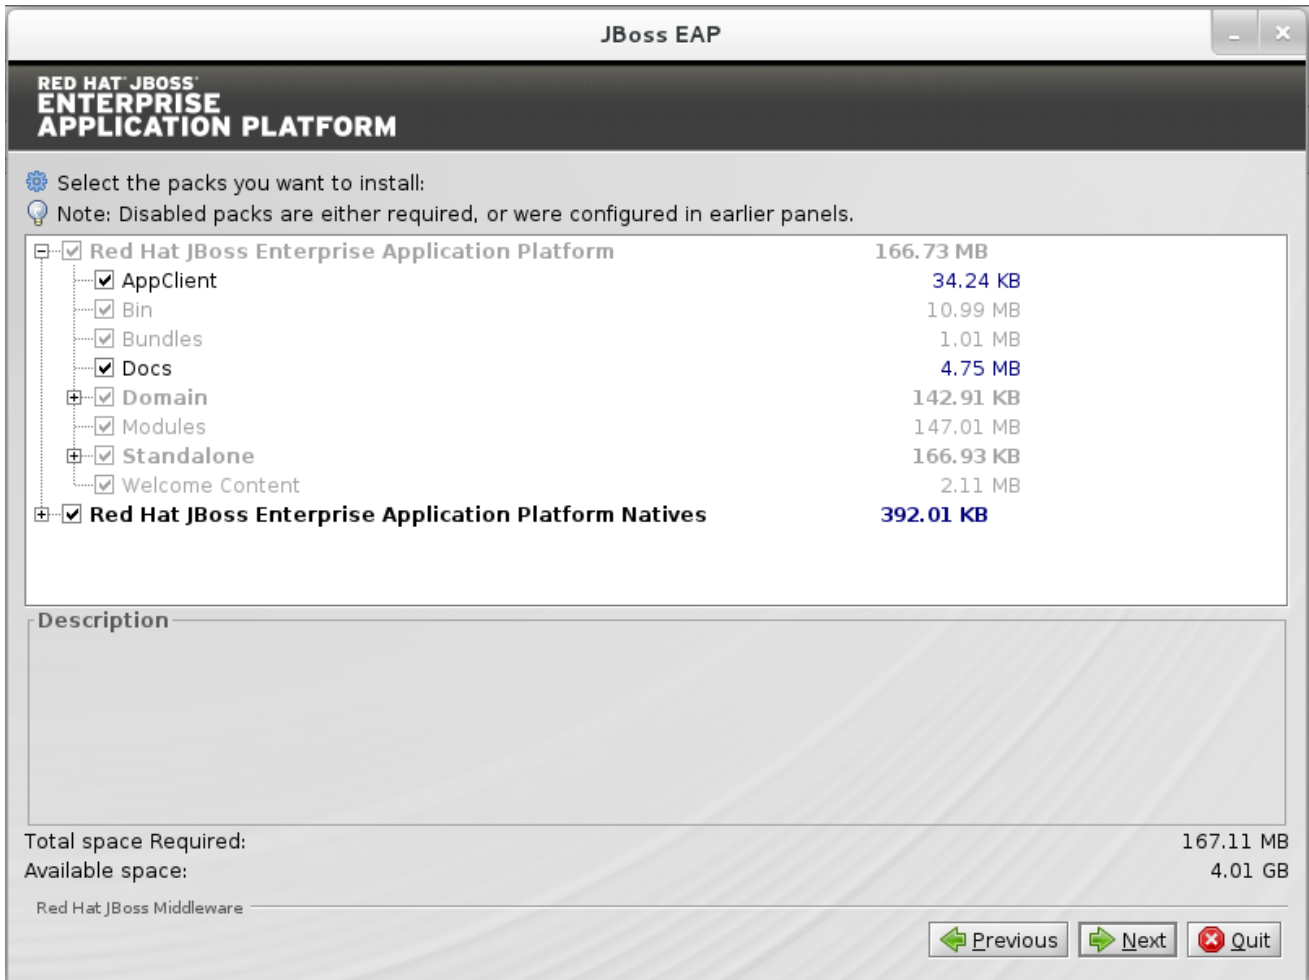 JBoss EAP
RED HAT JBOSS
ENTERPRISE
APPLICATION PLATFORM
Select the packs you want to install:
Note: Disabled packs are either required, or were configured in earlier panels.
Red Hat JBoss Enterprise Application Platform 166.73 MB
AppClient 34.24 KB
Bin 10.99 MB
Bundles 1.01 MB
Docs 4.75 MB
Domain 142.91 KB
Modules 147.01 MB
Standalone 166.93 KB
Welcome Content 2.11 MB
Red Hat JBoss Enterprise Application Platform Natives 392.01 KB
Description
Total space Required: 167.11 MB
Available space: 4.01 GB
Red Hat JBoss Middleware
Previous Next Quit